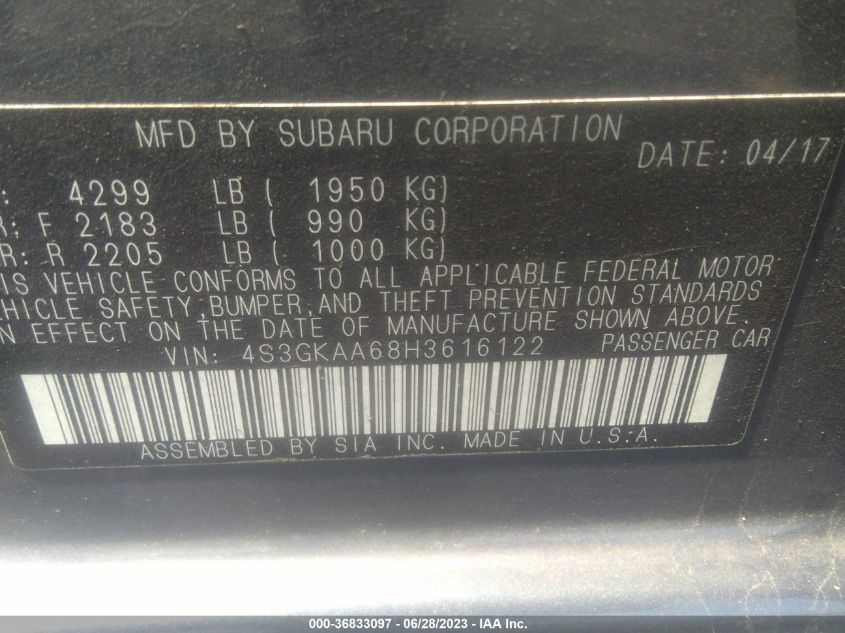 MFD BY SUBARU CORPORATION
DATE: 04/17
: 4299 LB ( 1950 KG)
R: F 2183 LB ( 990 KG)
R: R 2205 LB ( 1000 KG)
IS VEHICLE CONFORMS TO ALL APPLICABLE FEDERAL MOTOR
EHICLE SAFETY,BUMPER,AND THEFT PREVENTION STANDARDS
N EFFECT ON THE DATE OF MANUFACTURE SHOWN ABOVE.
VIN: 4S3GKAA68H3616122 PASSENGER CAR
ASSEMBLED BY SIA INC. MADE IN U.S.A.
000-36833097 - 06/28/2023 - IAA Inc.